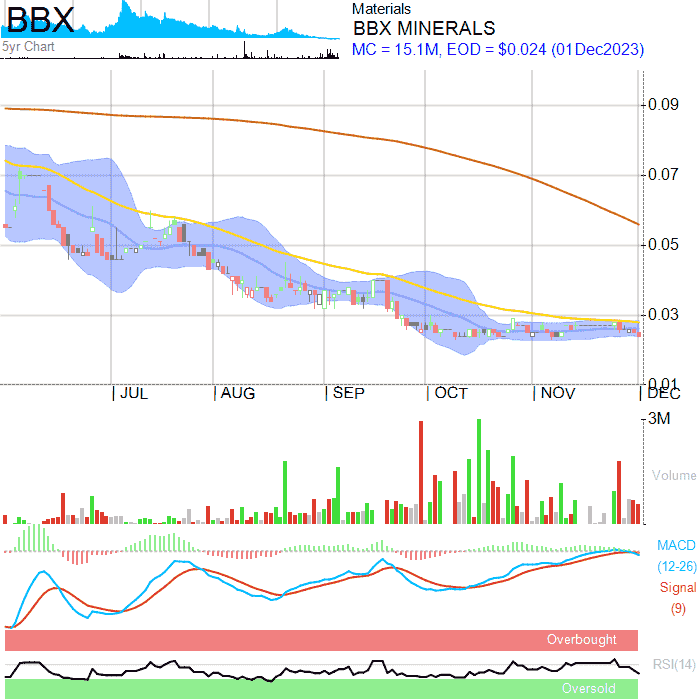 BBX
5yr Chart
Materials
BBX MINERALS
MC = 15.1M, EOD = $0.024 (01Dec2023)
0.09
0.07
0.05
0.03
0.01
JUL
AUG
SEP
OCT
NOV
DEC
3M
Volume
MACD
(12-26)
Signal
(9)
Overbought
RSI(14)
Oversold